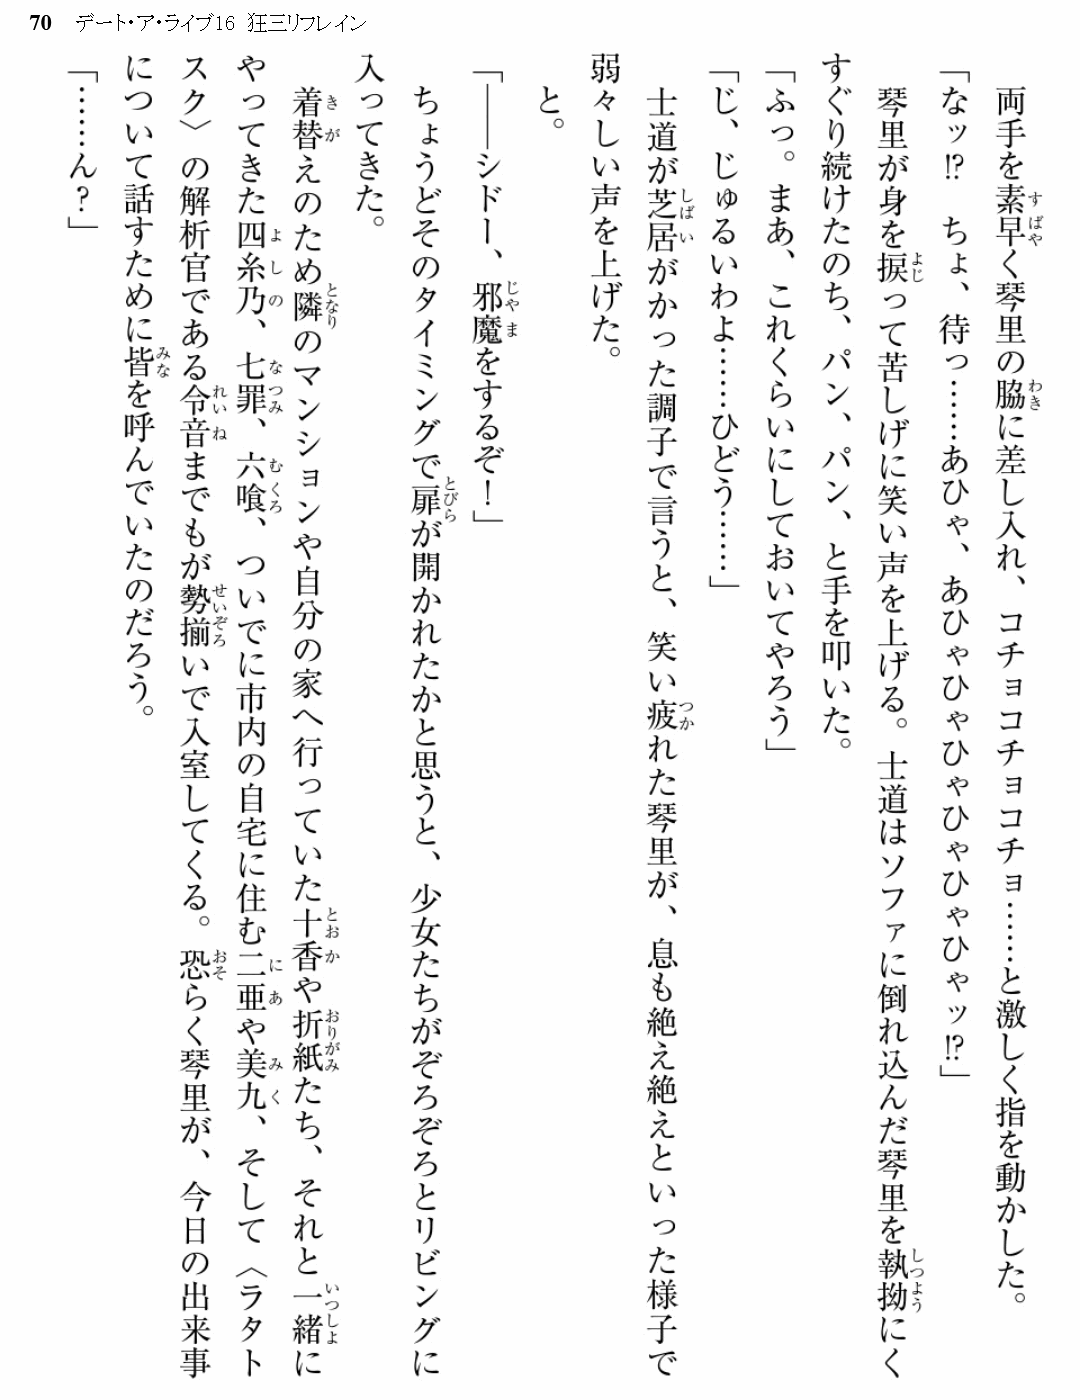 70 デート・ア・ライブ16 狂三リフレイン
両手を素早く琴里の脇に差し入れ、コチョコチョコチョ……と激しく指を動かした。
「なッ!? ちょ、待っ……あひゃ、あひゃひゃひゃひゃひゃひゃッ!?」
琴里が身を捩って苦しげに笑い声を上げる。士道はソファに倒れ込んだ琴里を執拗にく
すぐり続けたのち、パン、パン、と手を叩いた。
「ふっ。まあ、これくらいにしておいてやろう」
「じ、じゅるいわよ……ひどう……」
士道が芝居がかった調子で言うと、笑い疲れた琴里が、息も絶え絶えといった様子で
弱々しい声を上げた。
と。
「――シドー、邪魔をするぞ！」
ちょうどそのタイミングで扉が開かれたかと思うと、少女たちがぞろぞろとリビングに
入ってきた。
着替えのため隣のマンションや自分の家へ行っていた十香や折紙たち、それと一緒に
やってきた四糸乃、七罪、六喰、ついでに市内の自宅に住む二亜や美九、そして〈ラタト
スク〉の解析官である令音までもが勢揃いで入室してくる。恐らく琴里が、今日の出来事
について話すために皆を呼んでいたのだろう。
「……ん？」